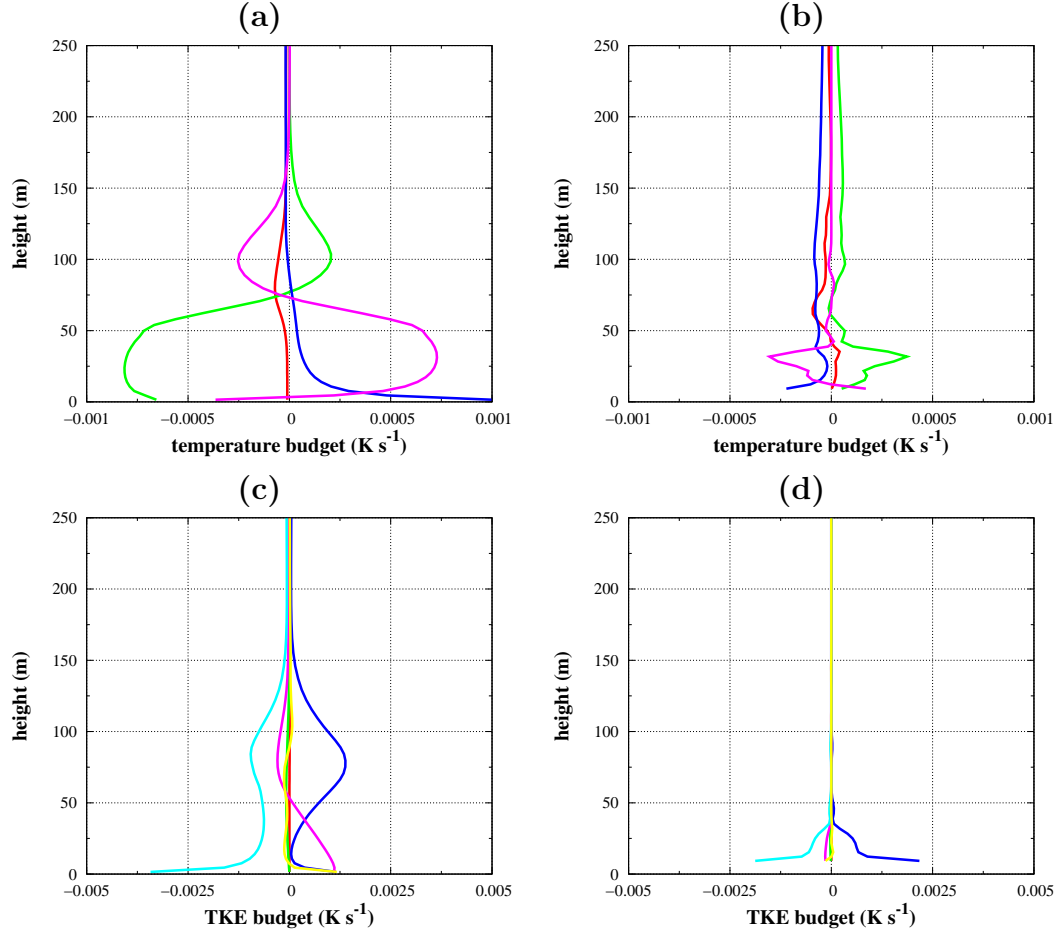 (a)
250
200
150
100
50
0
height (m)
−0.001 −0.0005 0 0.0005 0.001
temperature budget (K s-1)
(b)
250
200
150
100
50
0
height (m)
−0.001 −0.0005 0 0.0005 0.001
temperature budget (K s-1)
(c)
250
200
150
100
50
0
height (m)
−0.005 −0.0025 0 0.0025 0.005
TKE budget (K s-1)
(d)
250
200
150
100
50
0
height (m)
−0.005 −0.0025 0 0.0025 0.005
TKE budget (K s-1)